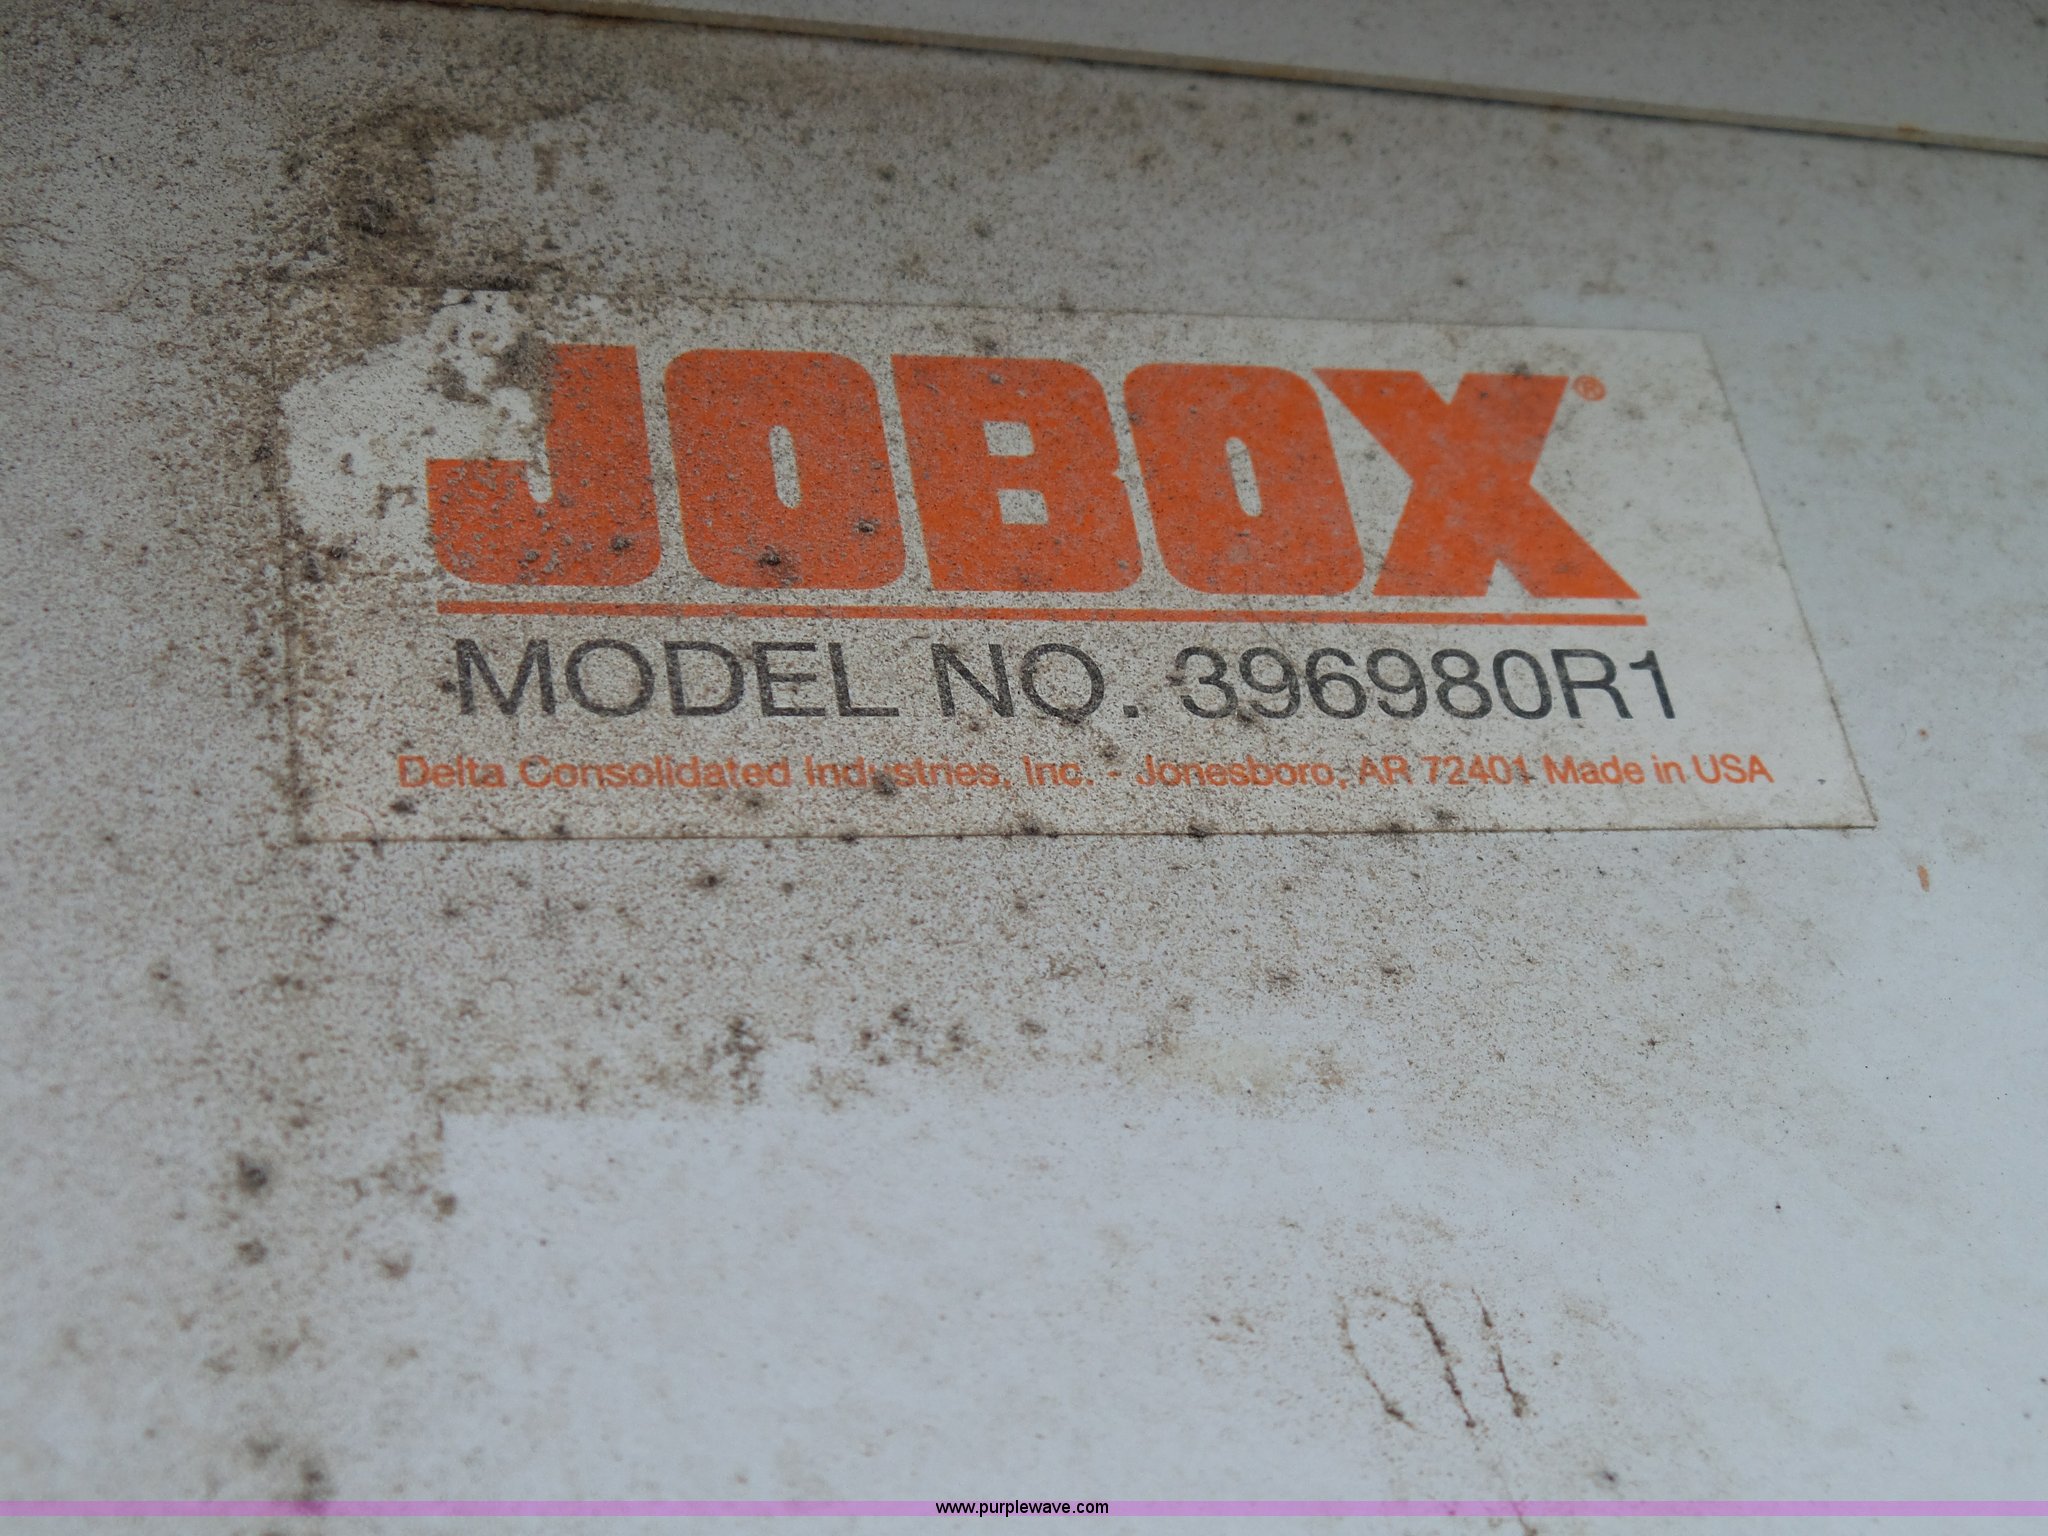 JOBOX®
MODEL NO. 396980R1
Delta Consolidated Industries, Inc. - Jonesboro, AR 72401 Made in USA
www.purplewave.com